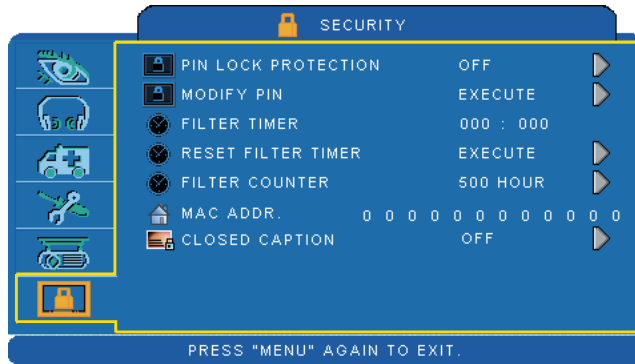 SECURITY
PIN LOCK PROTECTION OFF
MODIFY PIN EXECUTE
FILTER TIMER 000 : 000
RESET FILTER TIMER EXECUTE
FILTER COUNTER 500 HOUR
MAC ADDR. 0 0 0 0 0 0 0 0 0 0 0 0
CLOSED CAPTION OFF
PRESS "MENU" AGAIN TO EXIT.